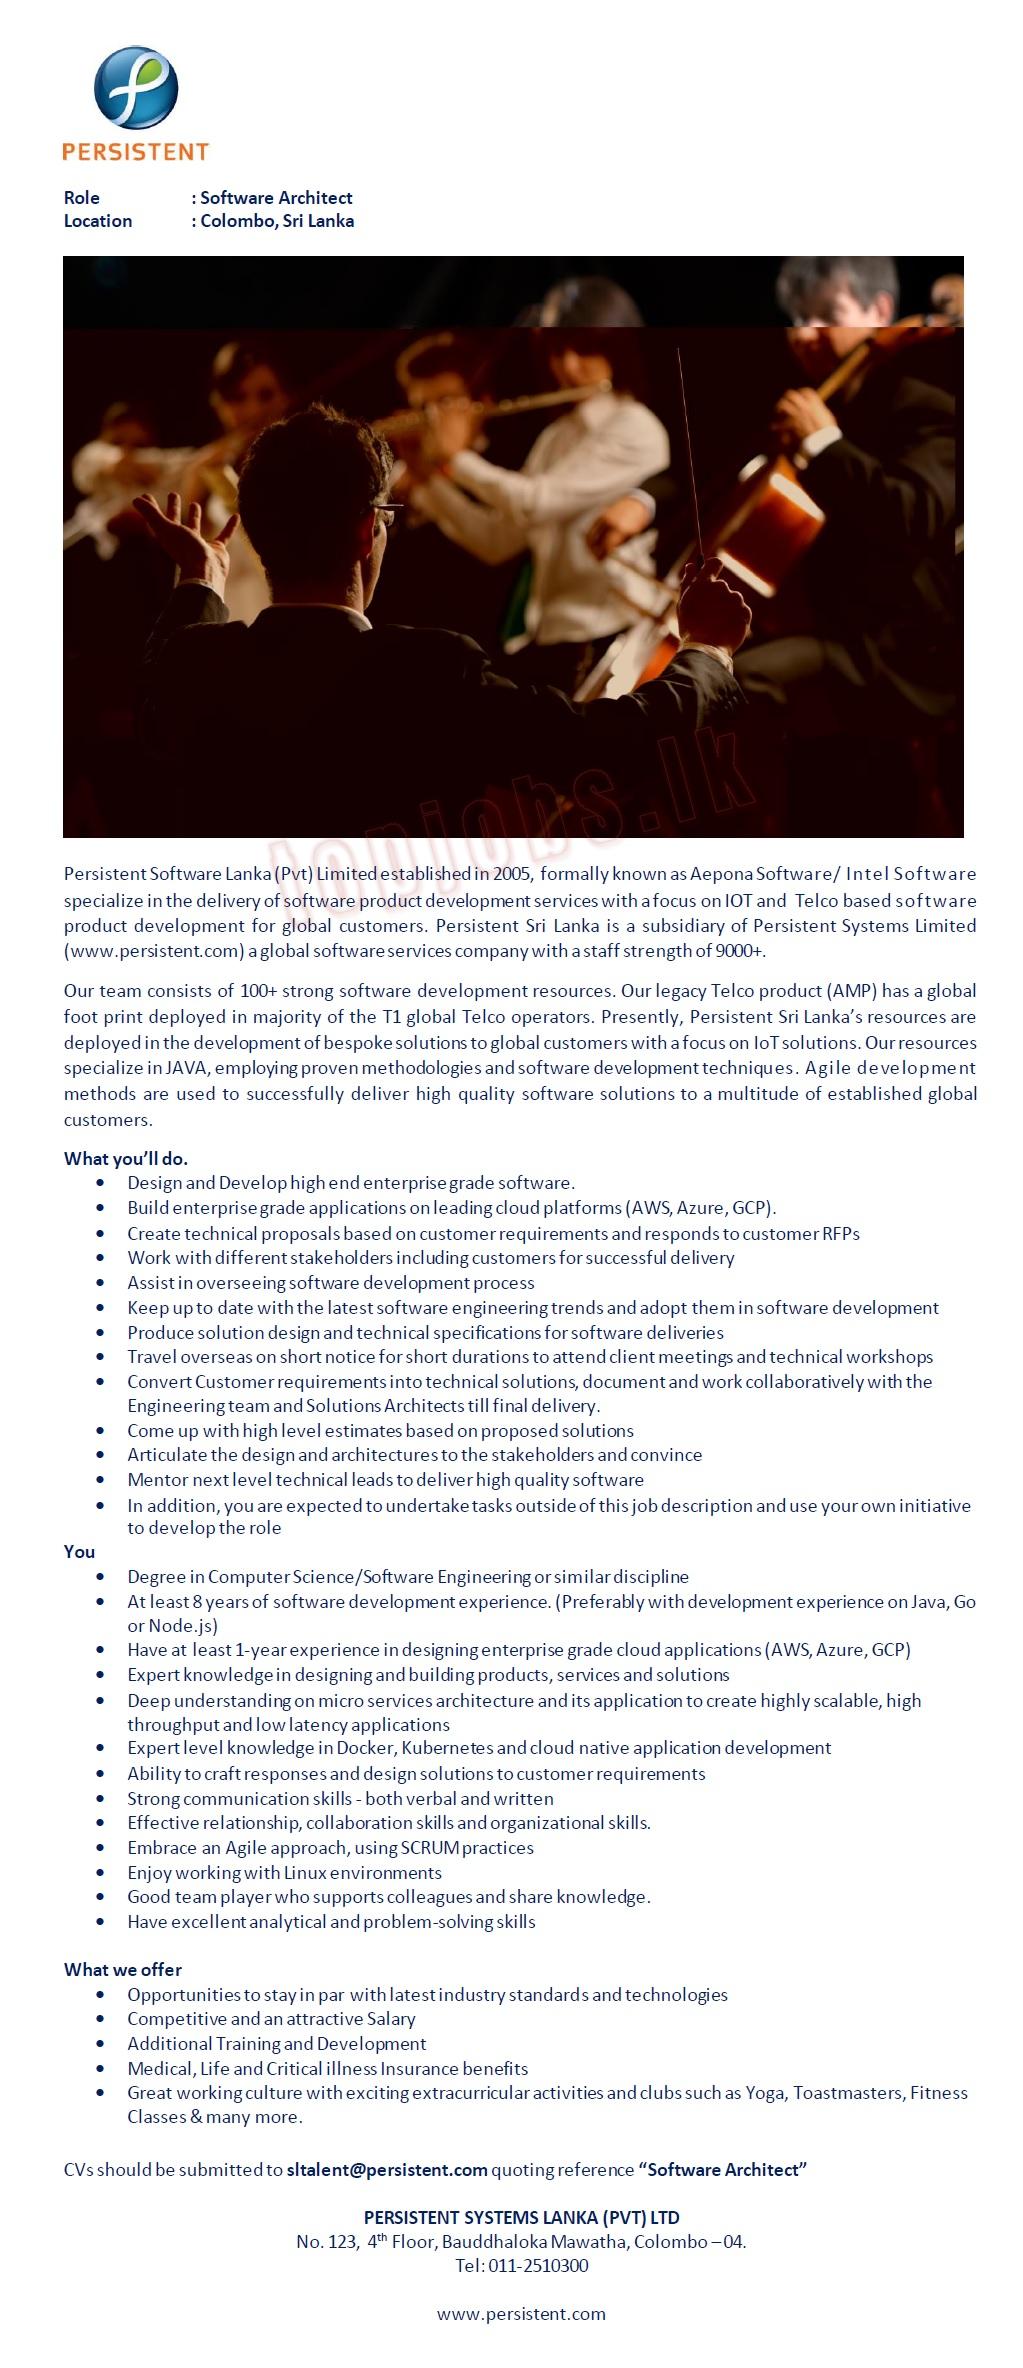 PERSISTENT
Role : Software Architect
Location : Colombo, Sri Lanka
topjobs.lk
Persistent Software Lanka (Pvt) Limited established in 2005, formally known as Aepona Software/ Intel Software
specialize in the delivery of software product development services with a focus on IOT and Telco based software
product development for global customers. Persistent Sri Lanka is a subsidiary of Persistent Systems Limited
(www.persistent.com) a global software services company with a staff strength of 9000+.
Our team consists of 100+ strong software development resources. Our legacy Telco product (AMP) has a global
foot print deployed in majority of the T1 global Telco operators. Presently, Persistent Sri Lanka’s resources are
deployed in the development of bespoke solutions to global customers with a focus on IoT solutions. Our resources
specialize in JAVA, employing proven methodologies and software development techniques. Agile development
methods are used to successfully deliver high quality software solutions to a multitude of established global
customers.
What you’ll do.
• Design and Develop high end enterprise grade software.
• Build enterprise grade applications on leading cloud platforms (AWS, Azure, GCP).
• Create technical proposals based on customer requirements and responds to customer RFPs
• Work with different stakeholders including customers for successful delivery
• Assist in overseeing software development process
• Keep up to date with the latest software engineering trends and adopt them in software development
• Produce solution design and technical specifications for software deliveries
• Travel overseas on short notice for short durations to attend client meetings and technical workshops
• Convert Customer requirements into technical solutions, document and work collaboratively with the
Engineering team and Solutions Architects till final delivery.
• Come up with high level estimates based on proposed solutions
• Articulate the design and architectures to the stakeholders and convince
• Mentor next level technical leads to deliver high quality software
• In addition, you are expected to undertake tasks outside of this job description and use your own initiative
to develop the role
You
• Degree in Computer Science/Software Engineering or similar discipline
• At least 8 years of software development experience. (Preferably with development experience on Java, Go
or Node.js)
• Have at least 1-year experience in designing enterprise grade cloud applications (AWS, Azure, GCP)
• Expert knowledge in designing and building products, services and solutions
• Deep understanding on micro services architecture and its application to create highly scalable, high
throughput and low latency applications
• Expert level knowledge in Docker, Kubernetes and cloud native application development
• Ability to craft responses and design solutions to customer requirements
• Strong communication skills - both verbal and written
• Effective relationship, collaboration skills and organizational skills.
• Embrace an Agile approach, using SCRUM practices
• Enjoy working with Linux environments
• Good team player who supports colleagues and share knowledge.
• Have excellent analytical and problem-solving skills
What we offer
• Opportunities to stay in par with latest industry standards and technologies
• Competitive and an attractive Salary
• Additional Training and Development
• Medical, Life and Critical illness Insurance benefits
• Great working culture with exciting extracurricular activities and clubs such as Yoga, Toastmasters, Fitness
Classes & many more.
CVs should be submitted to sltalent@persistent.com quoting reference “Software Architect”
PERSISTENT SYSTEMS LANKA (PVT) LTD
No. 123, 4th Floor, Bauddhaloka Mawatha, Colombo – 04.
Tel: 011-2510300
www.persistent.com